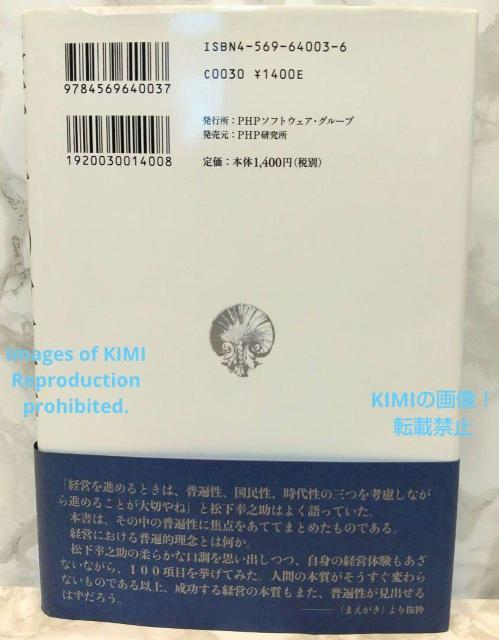 ISBN4-569-64003-6
C0030 ¥1400E
9784569640037
発行所：PHPソフトウェア・グループ
発売元：PHP研究所
1920030014008
定価：本体1,400円（税別）
Images of KIMI
Reproduction
prohibited.
KIMIの画像！
転載禁止
「経営を進めるときは、普遍性、国民性、時代性の三つを考慮しなが
ら進めることが大切やね」と松下幸之助はよく語っていた。
本書は、その中の普遍性に焦点をあててまとめたものである。
経営における普遍的理念とは何か。
松下幸之助の柔らかな口調を思い出しつつ、自身の経営体験もあざ
ないながら、１００項目を挙げてみた。人間の本質がそうすぐ変わら
ないものである以上、成功する経営の本質もまた、普遍性が見出せる
はずだろう。
――「まえがき」より抜粋